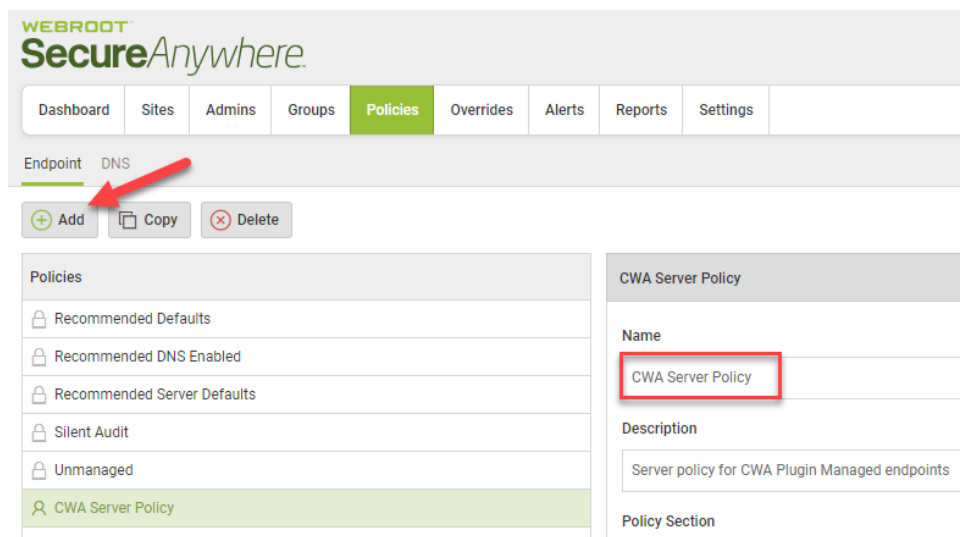 WEBROOT
SecureAnywhere.
Dashboard Sites Admins Groups Policies Overrides Alerts Reports Settings
Endpoint DNS
Add Copy Delete
Policies
Recommended Defaults
Recommended DNS Enabled
Recommended Server Defaults
Silent Audit
Unmanaged
CWA Server Policy
CWA Server Policy
Name
CWA Server Policy
Description
Server policy for CWA Plugin Managed endpoints
Policy Section